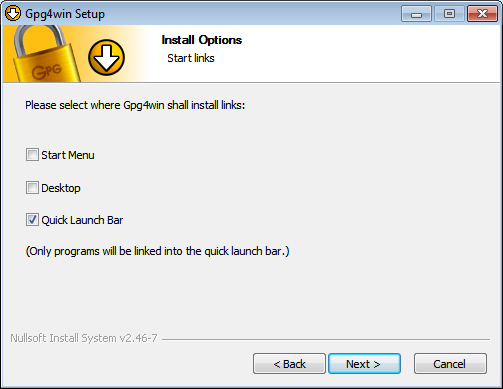 Gpg4win Setup
GPG
Install Options
Start links
Please select where Gpg4win shall install links:
Start Menu
Desktop
Quick Launch Bar
(Only programs will be linked into the quick launch bar.)
Nullsoft Install System v2.46-7
< Back
Next >
Cancel